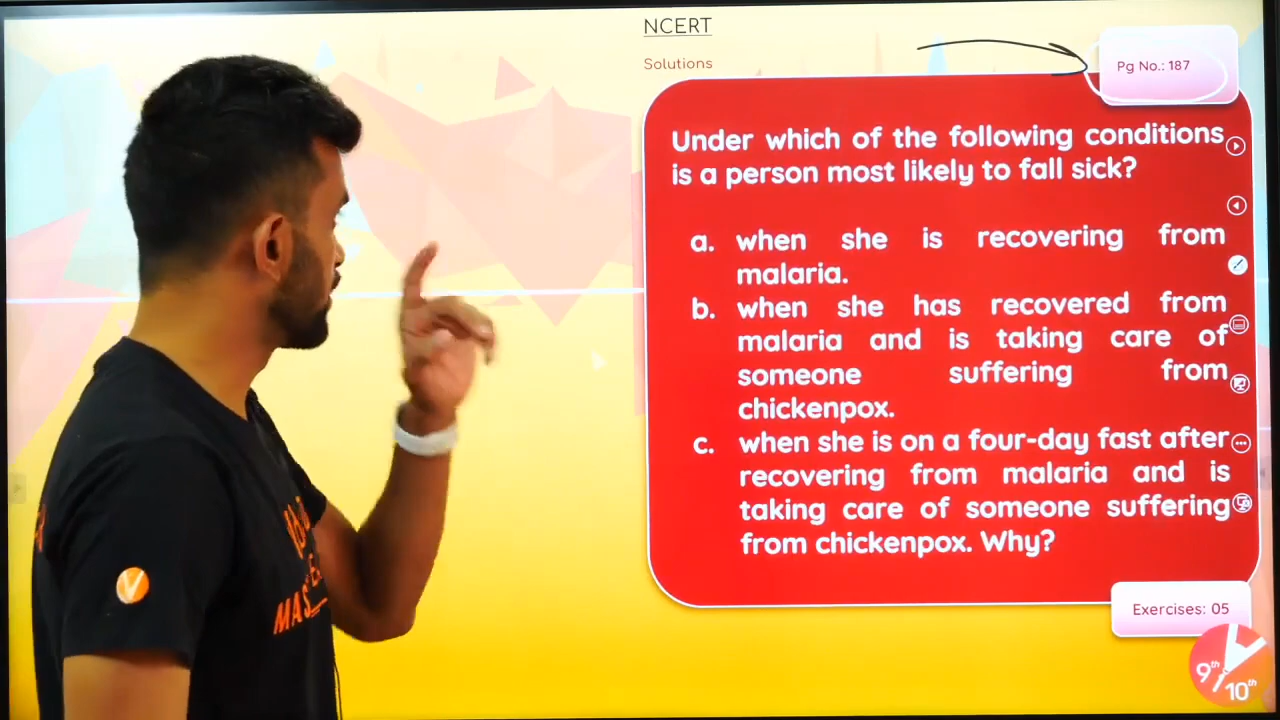 NCERT
Solutions
Pg No.: 187
Under which of the following conditions
is a person most likely to fall sick?
a. when she is recovering from
malaria.
b. when she has recovered from
malaria and is taking care of
someone suffering from
chickenpox.
c. when she is on a four-day fast after
recovering from malaria and is
taking care of someone suffering
from chickenpox. Why?
Exercises: 05
9th/10th